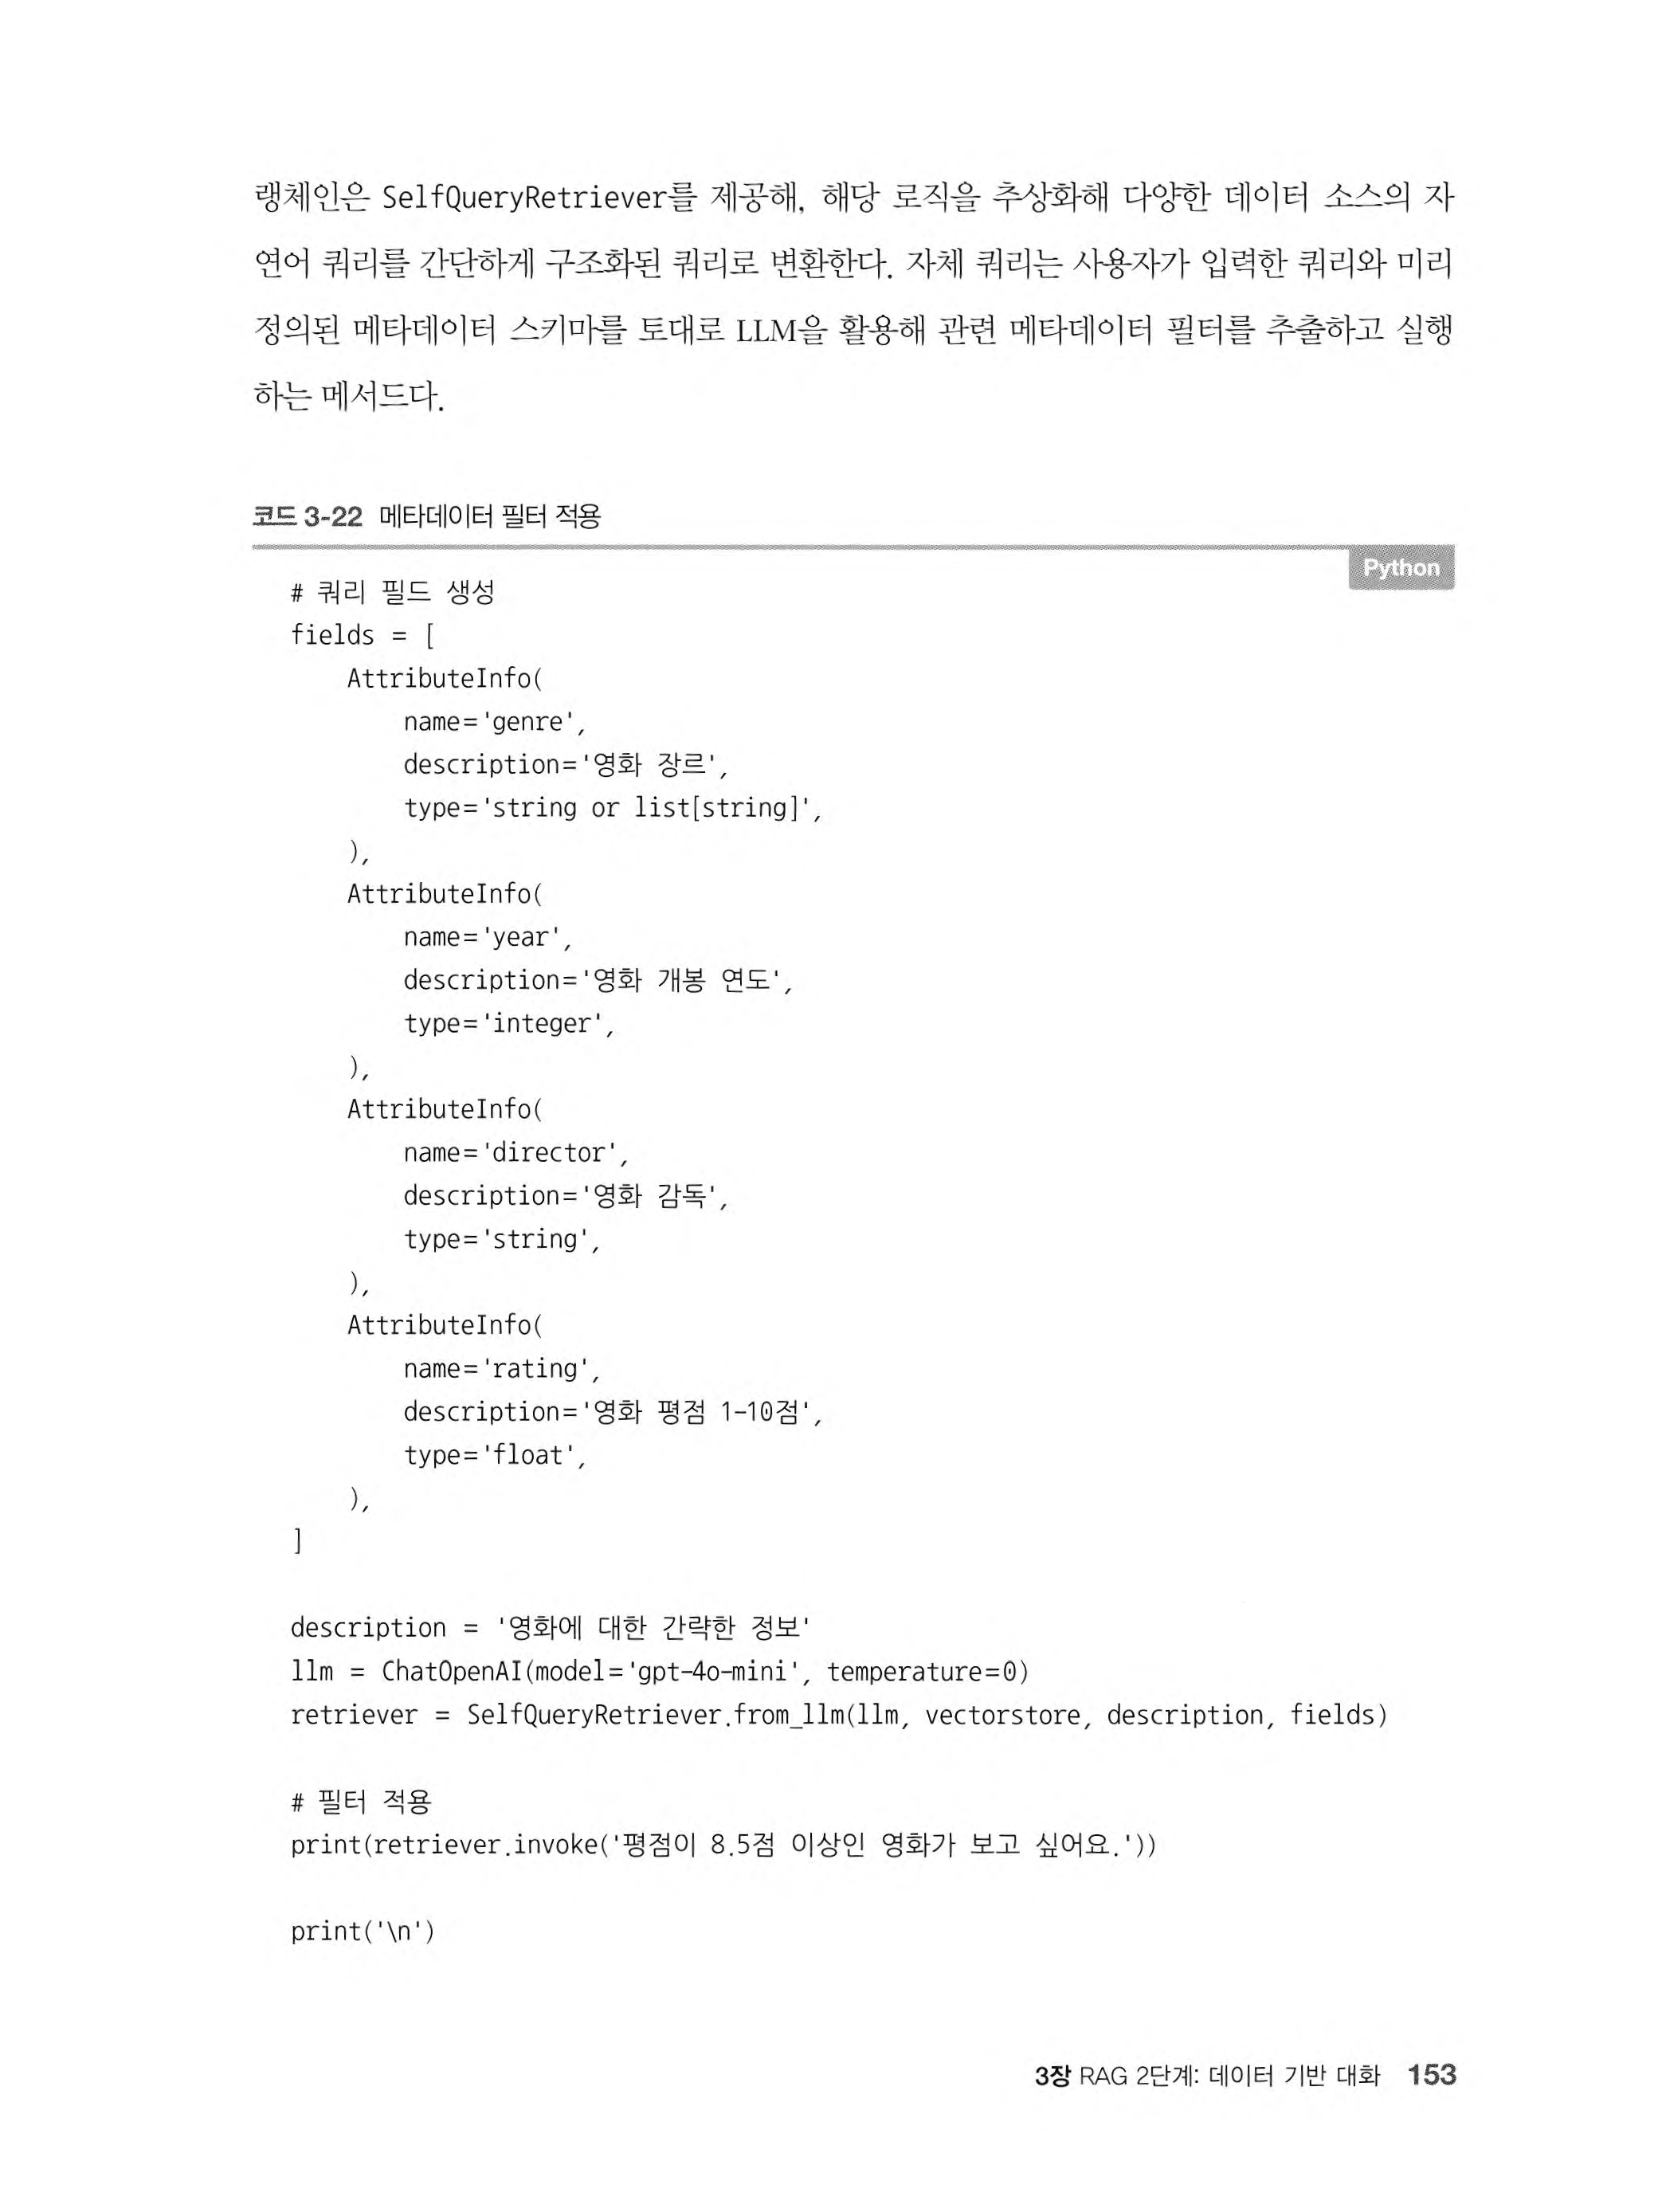 랭체인은 SelfQueryRetriever를 제공해, 해당 로직을 추상화해 다양한 데이터 소스의 자
연어 쿼리를 간단하게 구조화된 쿼리로 변환한다. 자체 쿼리는 사용자가 입력한 쿼리와 미리
정의된 메타데이터 스키마를 토대로 LLM을 활용해 관련 메타데이터 필터를 추출하고 실행
하는 메서드다.
코드 3-22 메타데이터 필터 적용
Python
# 쿼리 필드 생성
fields = [
    AttributeInfo(
        name='genre',
        description='영화 장르',
        type='string or list[string]',
    ),
    AttributeInfo(
        name='year',
        description='영화 개봉 연도',
        type='integer',
    ),
    AttributeInfo(
        name='director',
        description='영화 감독',
        type='string',
    ),
    AttributeInfo(
        name='rating',
        description='영화 평점 1-10점',
        type='float',
    ),
]
description = '영화에 대한 간략한 정보'
llm = ChatOpenAI(model='gpt-4o-mini', temperature=0)
retriever = SelfQueryRetriever.from_llm(llm, vectorstore, description, fields)
# 필터 적용
print(retriever.invoke('평점이 8.5점 이상인 영화가 보고 싶어요.'))
print('\n')
3장 RAG 2단계: 데이터 기반 대화 153